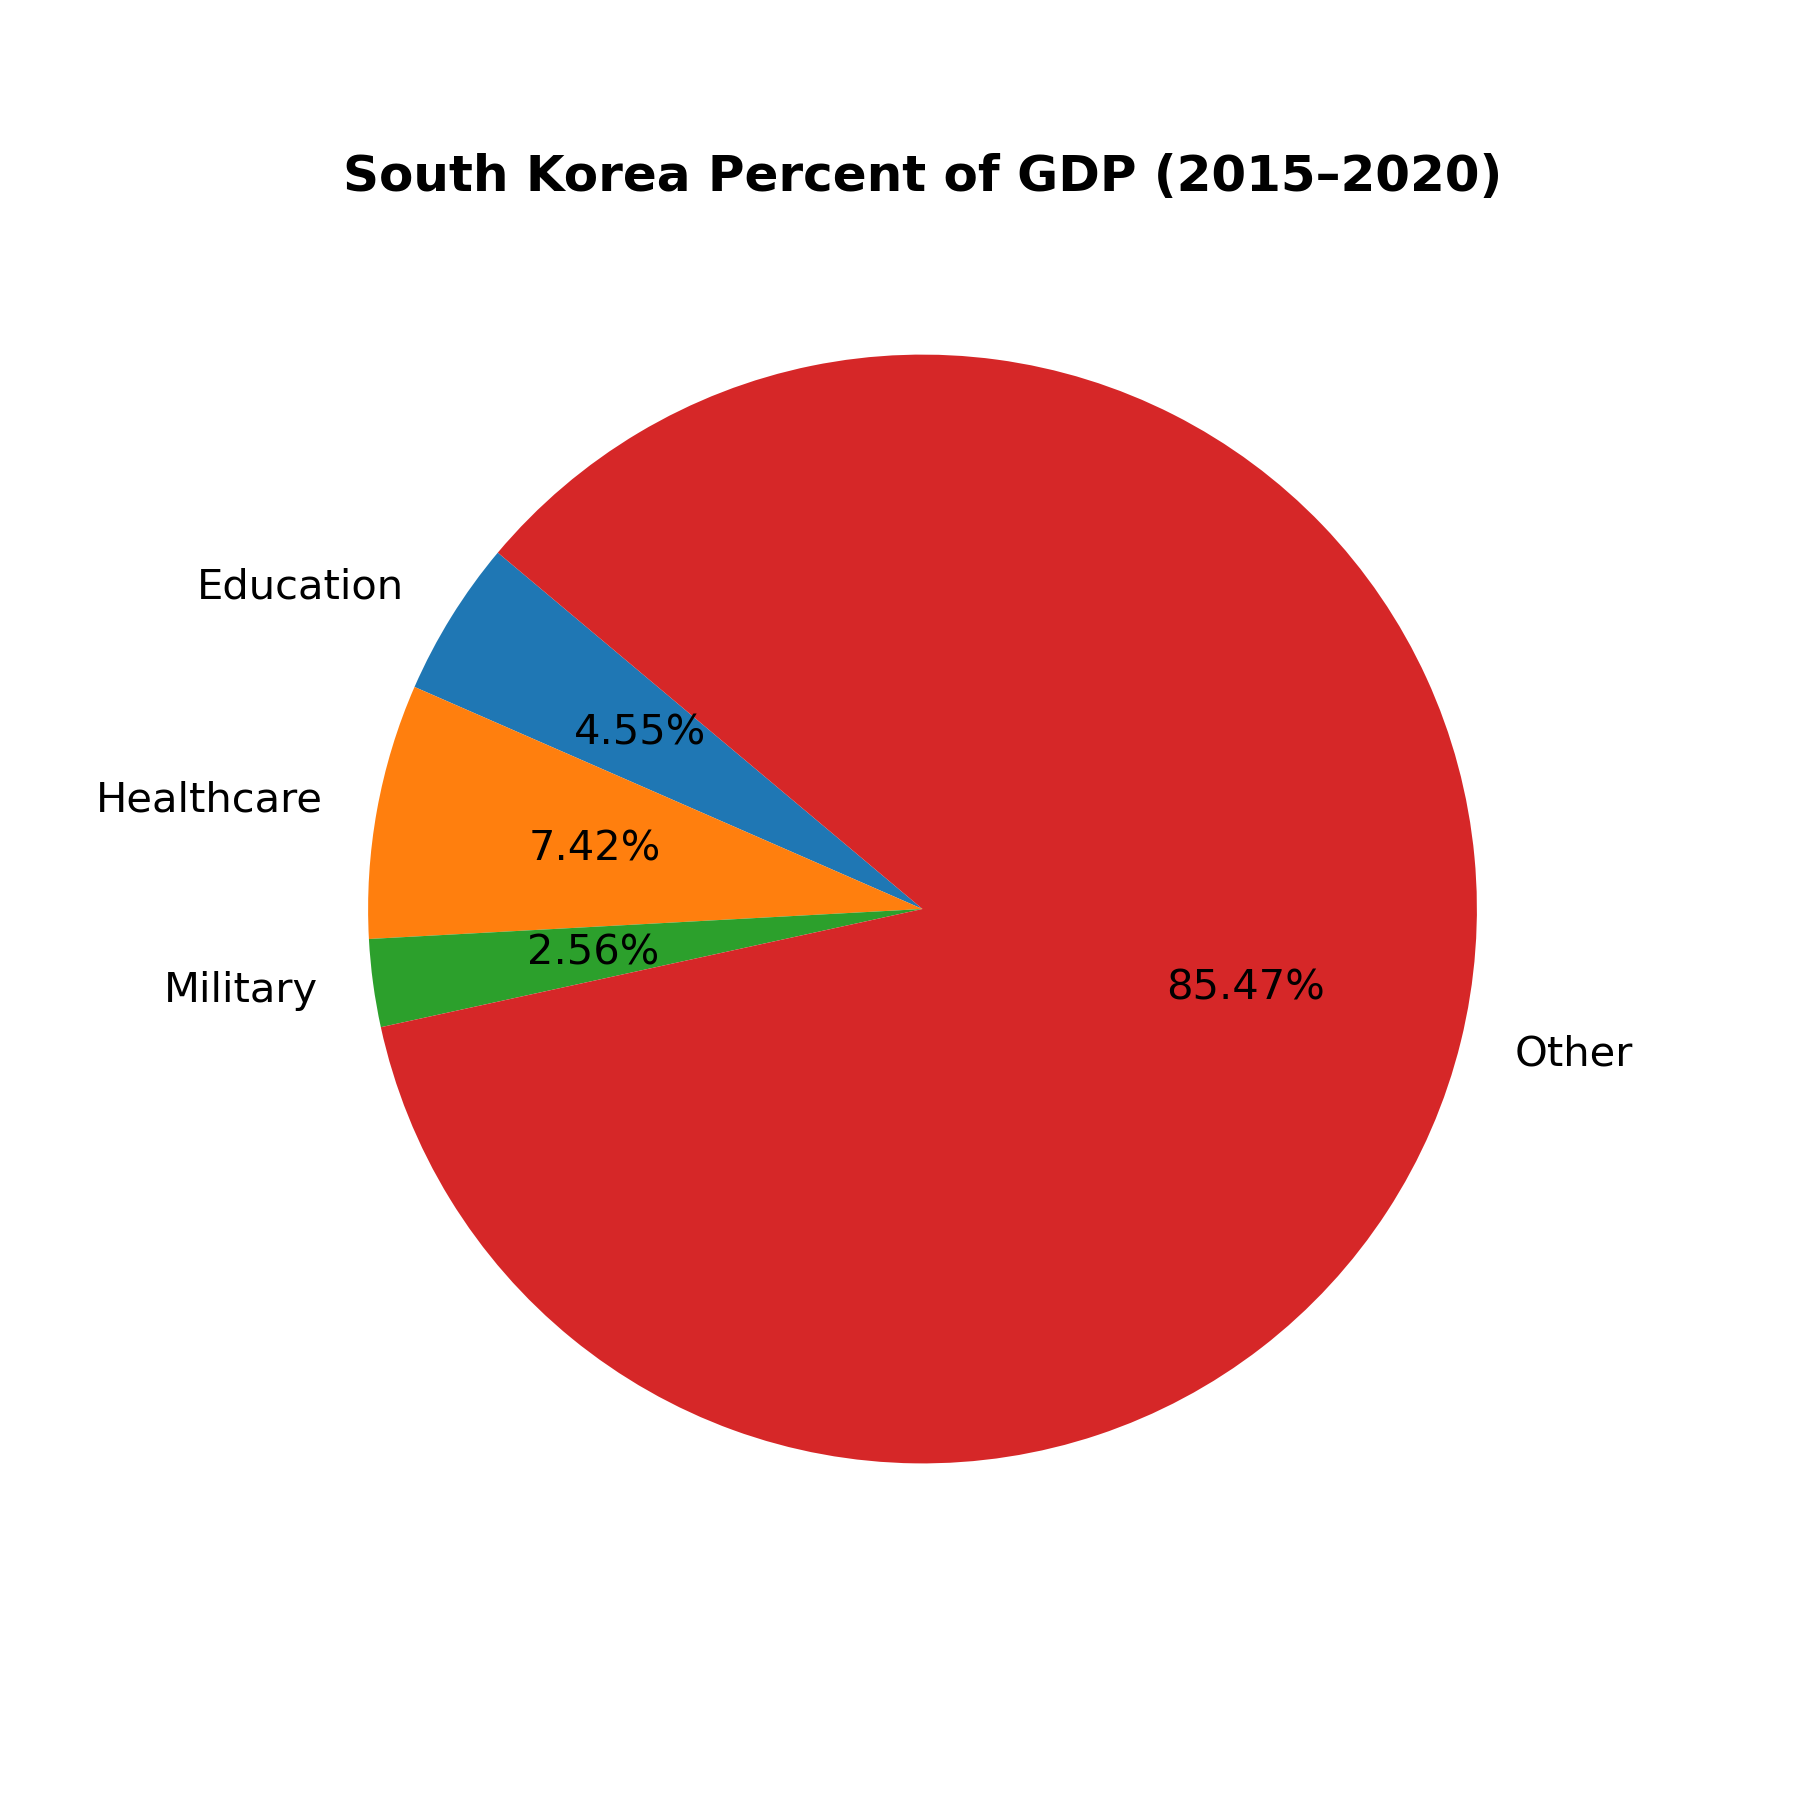 South Korea Percent of GDP (2015–2020)
Education
4.55%
Healthcare
7.42%
Military
2.56%
85.47%
Other